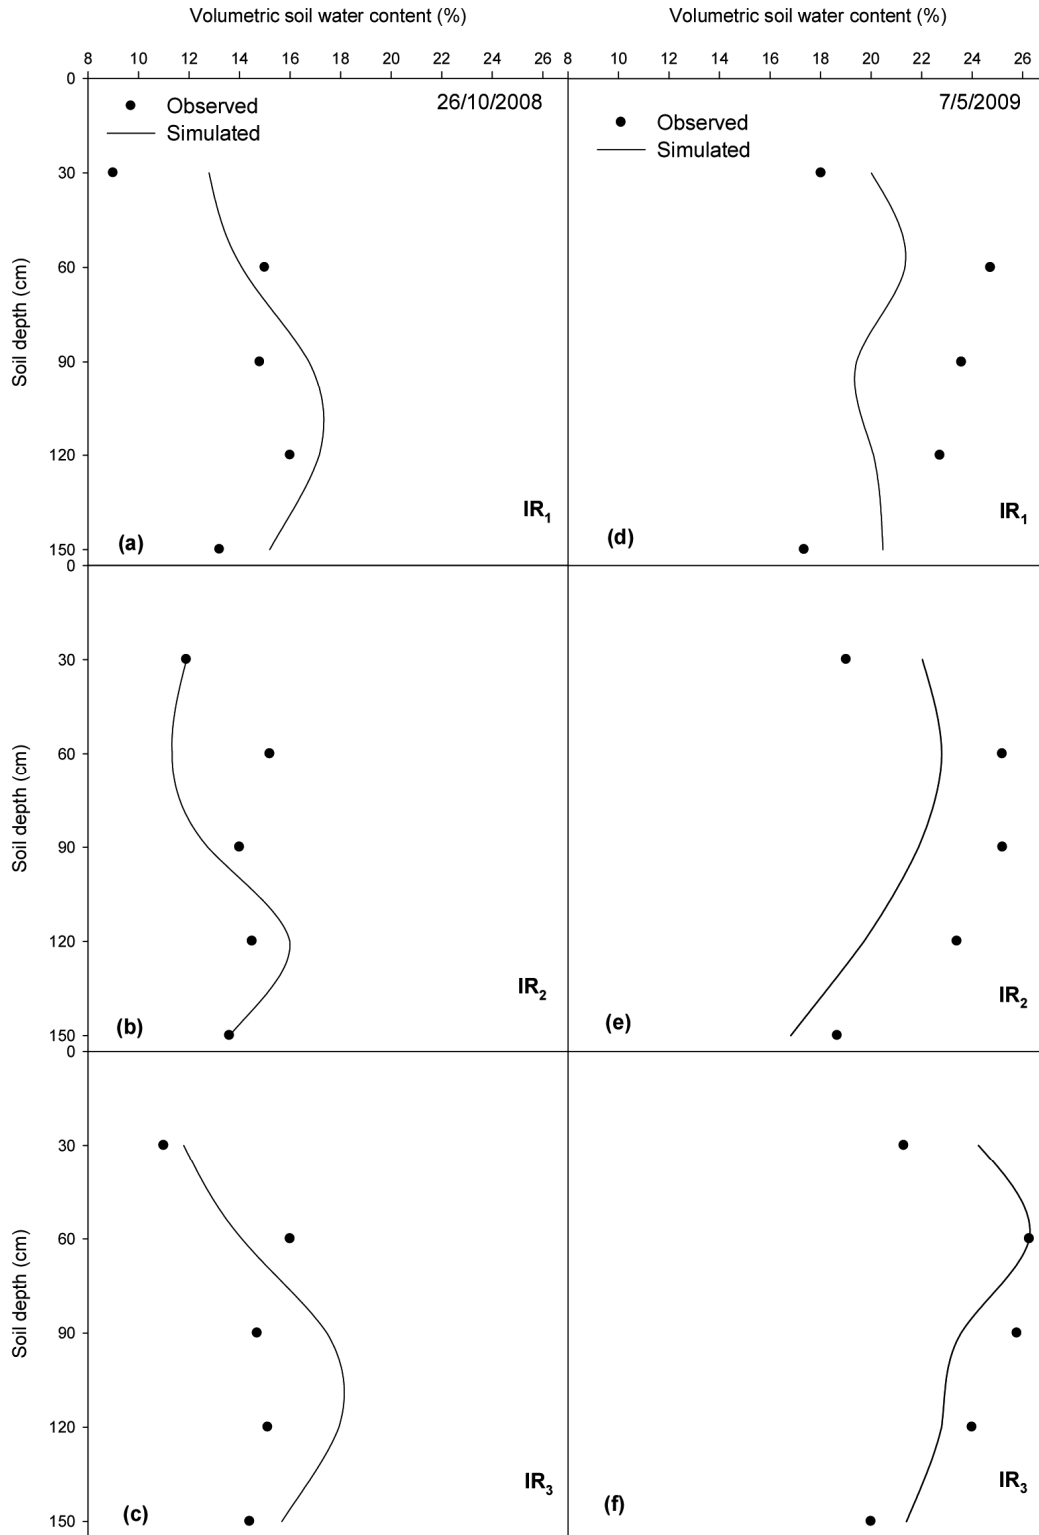 Volumetric soil water content (%)
Volumetric soil water content (%)
8 10 12 14 16 18 20 22 24 26 8 10 12 14 16 18 20 22 24 26
0
Observed
Simulated
26/10/2008
Observed
Simulated
7/5/2009
30
60
90
120
150
Soil depth (cm)
IR1
(a)
IR1
(d)
0
30
60
90
120
150
Soil depth (cm)
IR2
(b)
IR2
(e)
0
30
60
90
120
150
Soil depth (cm)
IR3
(c)
IR3
(f)